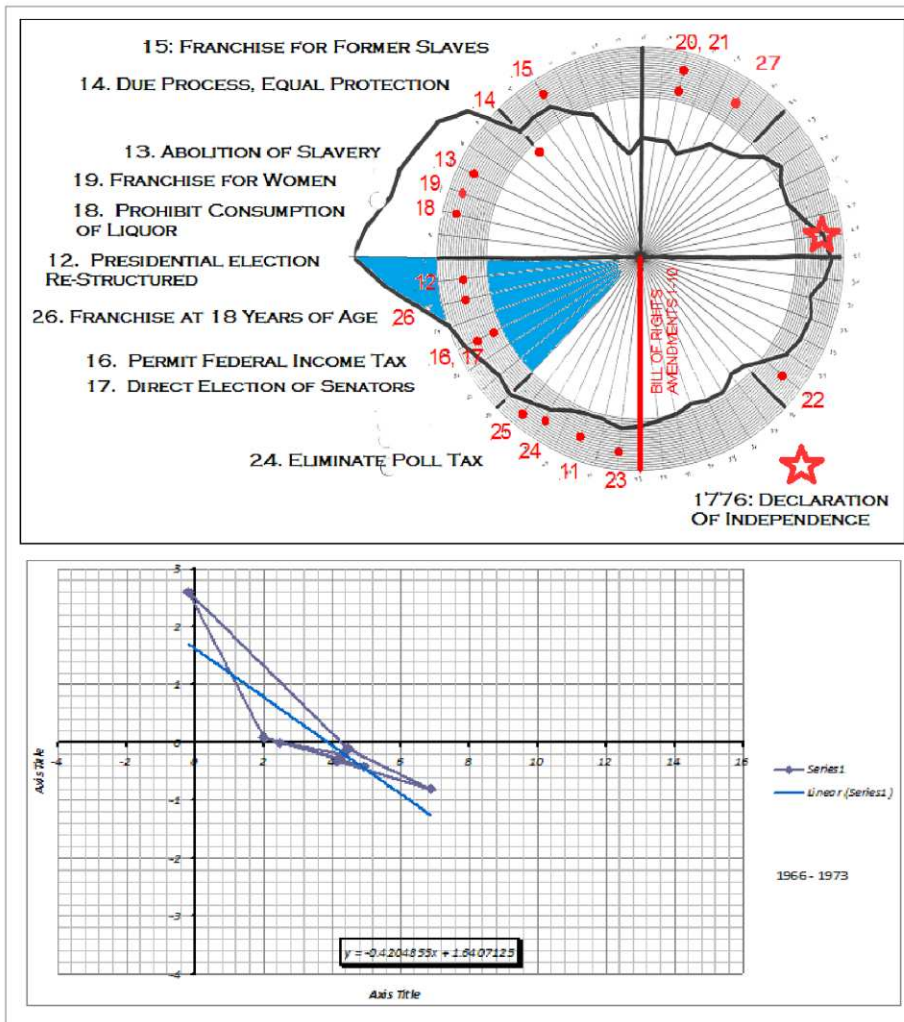 15: Franchise for Former Slaves
20, 21
27
15
14. Due Process, Equal Protection
14
13. Abolition of Slavery
13
19. Franchise for Women
19
18. Prohibit Consumption
of Liquor
18
12. Presidential election
Re-Structured
12
26. Franchise at 18 Years of Age
26
16. Permit Federal Income Tax
16, 17
17. Direct Election of Senators
BILL OF RIGHTS
AMENDMENTS 1-10
22
25
24
11
23
24. Eliminate Poll Tax
1776: Declaration
Of Independence
3
2
1
0
-1
-2
-3
-4
-4
-2
0
2
4
6
8
10
12
14
16
Axis Title
Axis Title
Series1
Linear (Series1)
1966 - 1973
y = -0.4204855x + 1.6407125